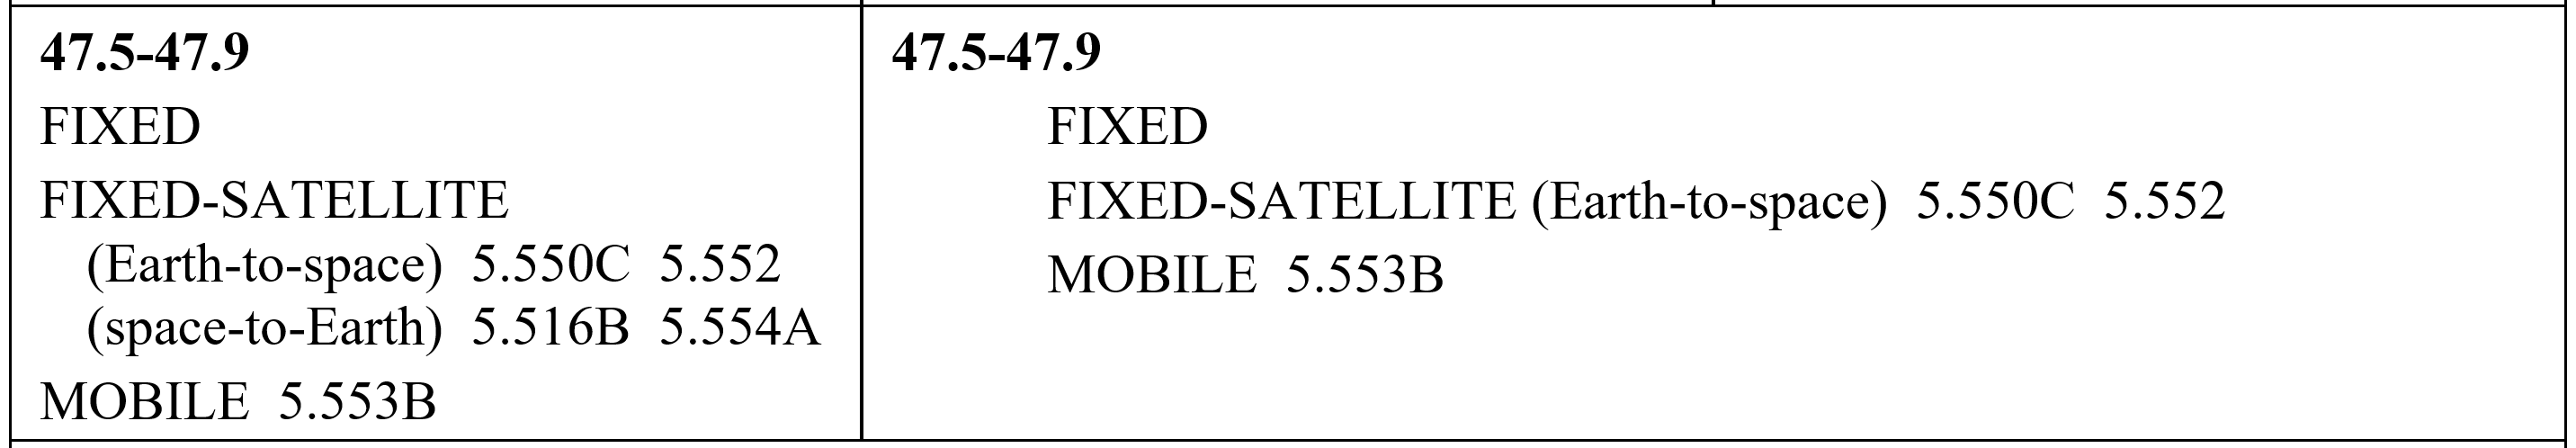 47.5-47.9
FIXED
FIXED-SATELLITE
(Earth-to-space) 5.550C 5.552
(space-to-Earth) 5.516B 5.554A
MOBILE 5.553B
47.5-47.9
FIXED
FIXED-SATELLITE (Earth-to-space) 5.550C 5.552
MOBILE 5.553B